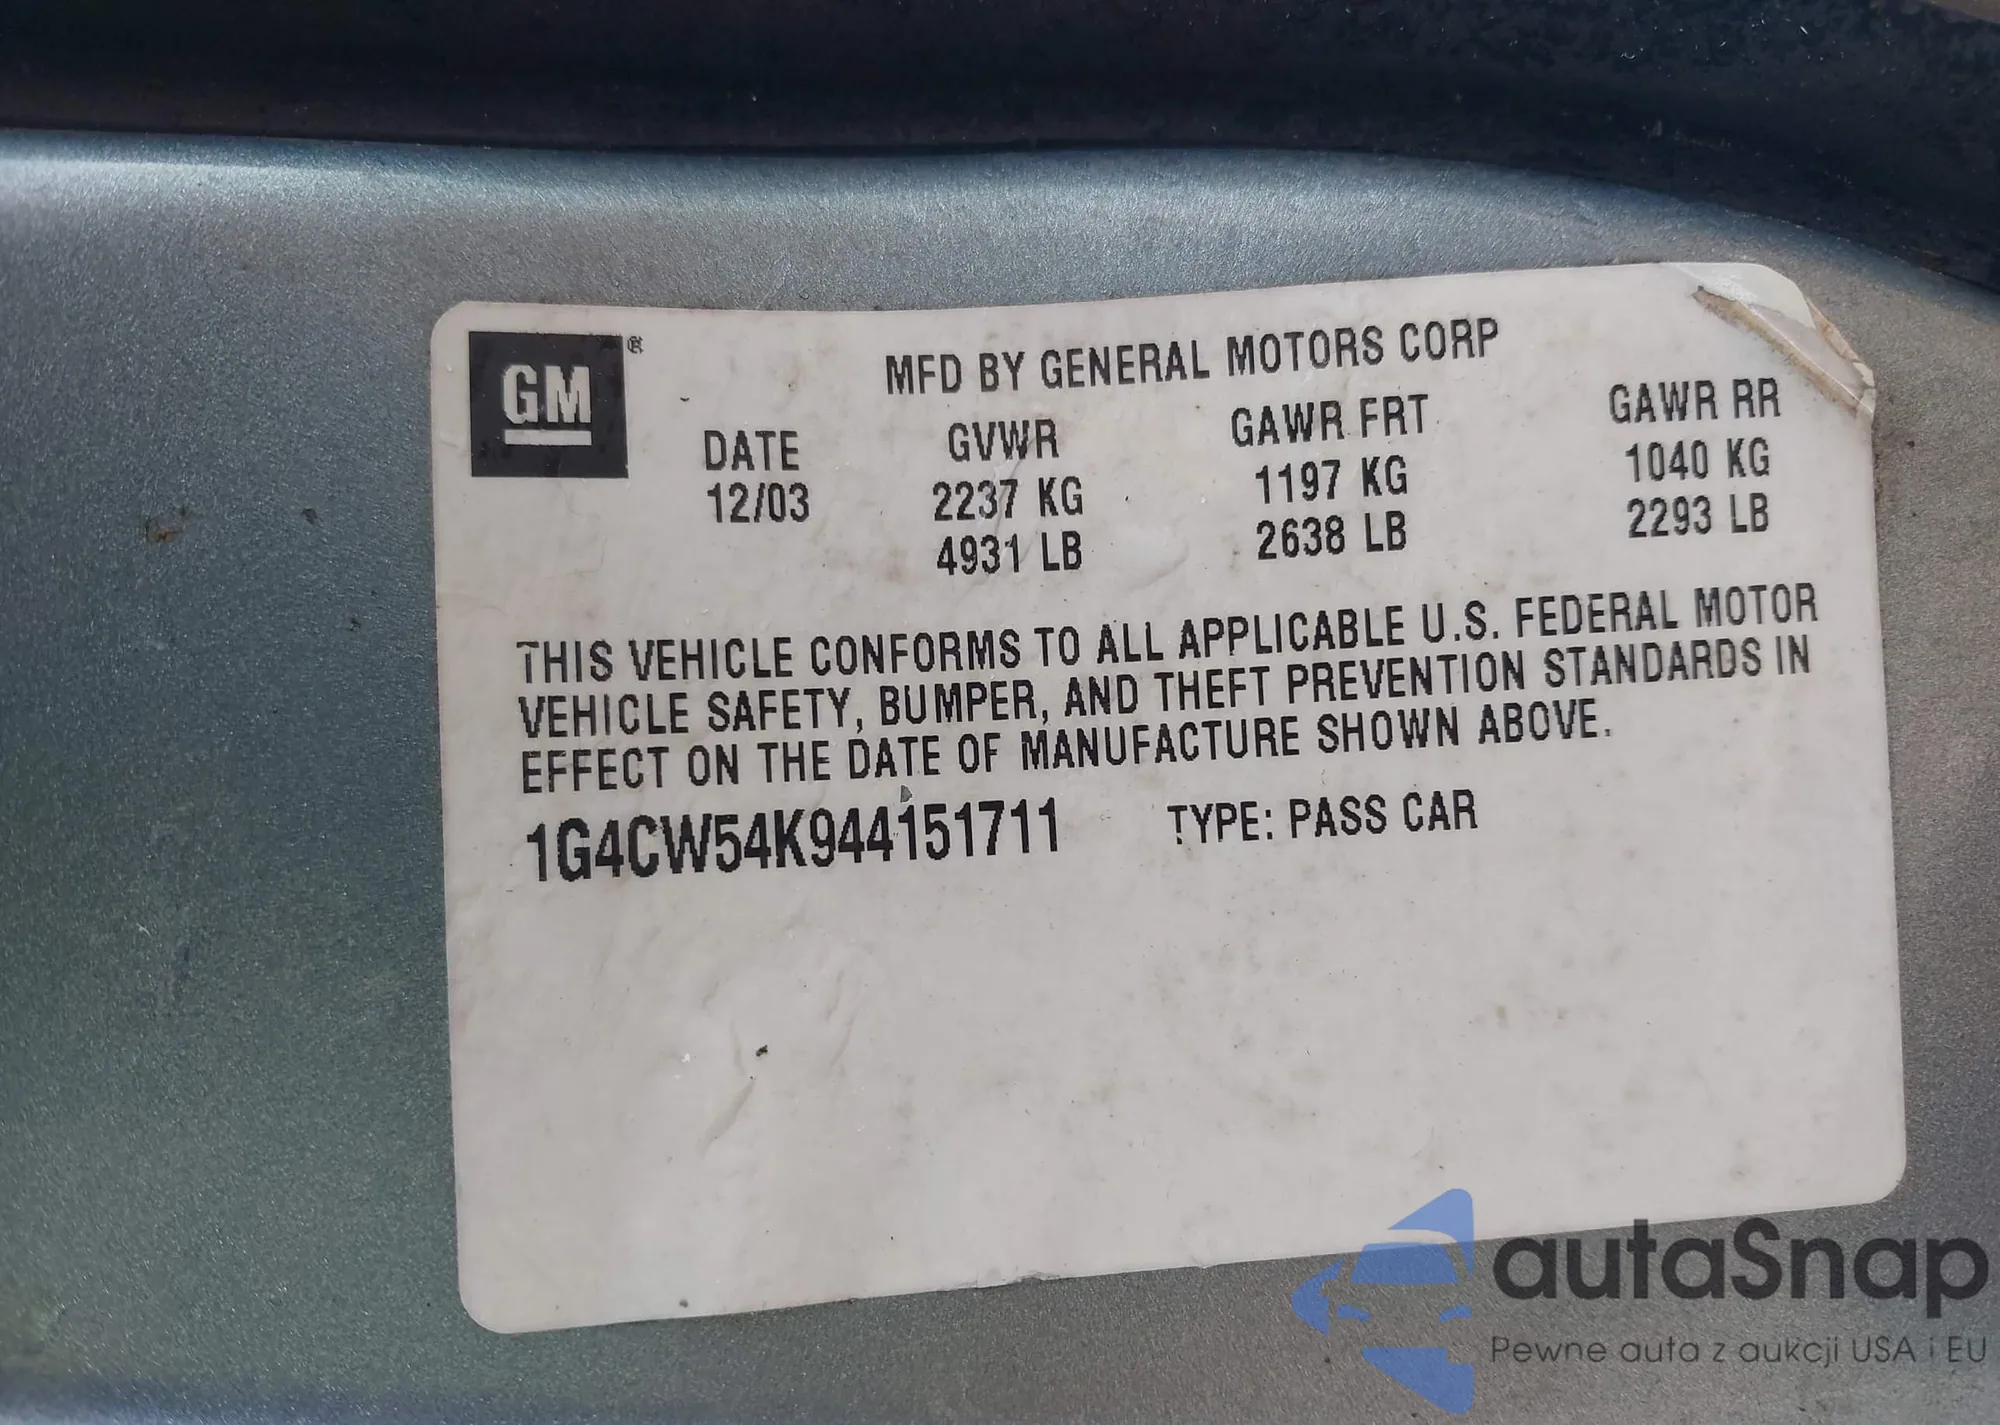 GM®
MFD BY GENERAL MOTORS CORP
DATE GVWR GAWR FRT GAWR RR
12/03 2237 KG 1197 KG 1040 KG
4931 LB 2638 LB 2293 LB
THIS VEHICLE CONFORMS TO ALL APPLICABLE U.S. FEDERAL MOTOR
VEHICLE SAFETY, BUMPER, AND THEFT PREVENTION STANDARDS IN
EFFECT ON THE DATE OF MANUFACTURE SHOWN ABOVE.
1G4CW54K944151711 TYPE: PASS CAR
autaSnap
Pewne auta z aukcji USA i EU